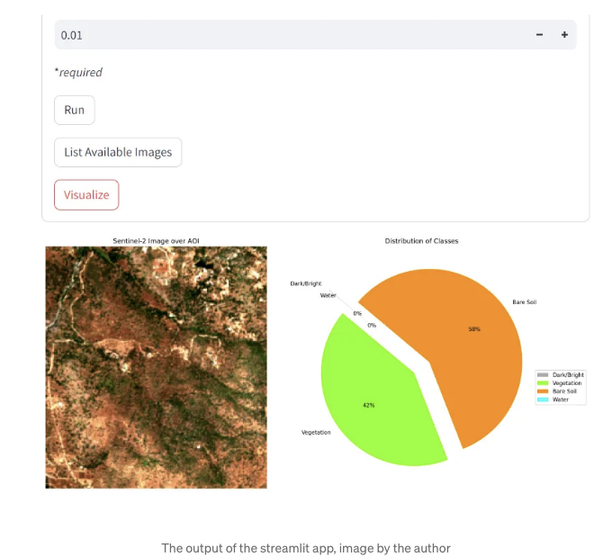 0.01
*required
Run
List Available Images
Visualize
Sentinel-2 Image over AOI
Distribution of Classes
Dark/Bright
Water
0%
0%
Bare Soil
58%
42%
Vegetation
Dark/Bright
Vegetation
Bare Soil
Water
The output of the streamlit app, image by the author